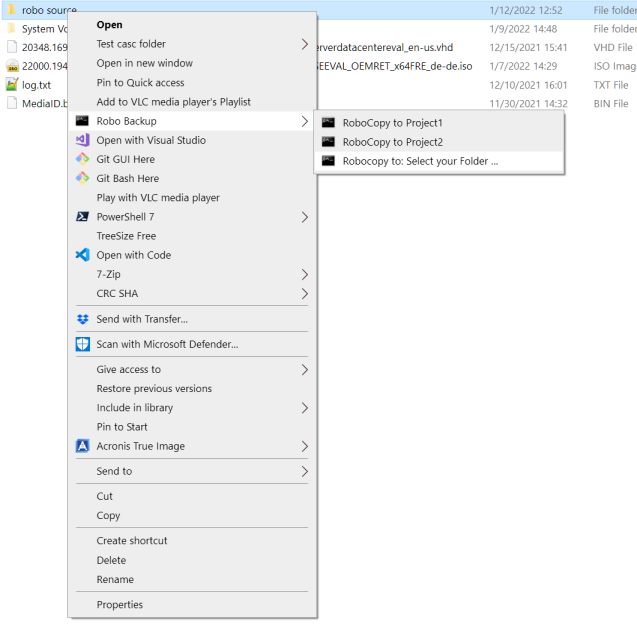 robo source 1/12/2022 12:52 File folder
System Vo 1/9/2022 14:48 File folder
20348.169 erverdatacentereval_en-us.vhd 12/15/2021 15:41 VHD File
22000.194 SEEVAL_OEMRET_x64FRE_de-de.iso 1/7/2022 14:29 ISO Imag
log.txt 12/10/2021 16:01 TXT File
MediaID.b 11/30/2021 14:32 BIN File
Open
Test casc folder
Open in new window
Pin to Quick access
Add to VLC media player's Playlist
Robo Backup
RoboCopy to Project1
RoboCopy to Project2
Robocopy to: Select your Folder ...
Open with Visual Studio
Git GUI Here
Git Bash Here
Play with VLC media player
PowerShell 7
TreeSize Free
Open with Code
7-Zip
CRC SHA
Send with Transfer...
Scan with Microsoft Defender...
Give access to
Restore previous versions
Include in library
Pin to Start
Acronis True Image
Send to
Cut
Copy
Create shortcut
Delete
Rename
Properties